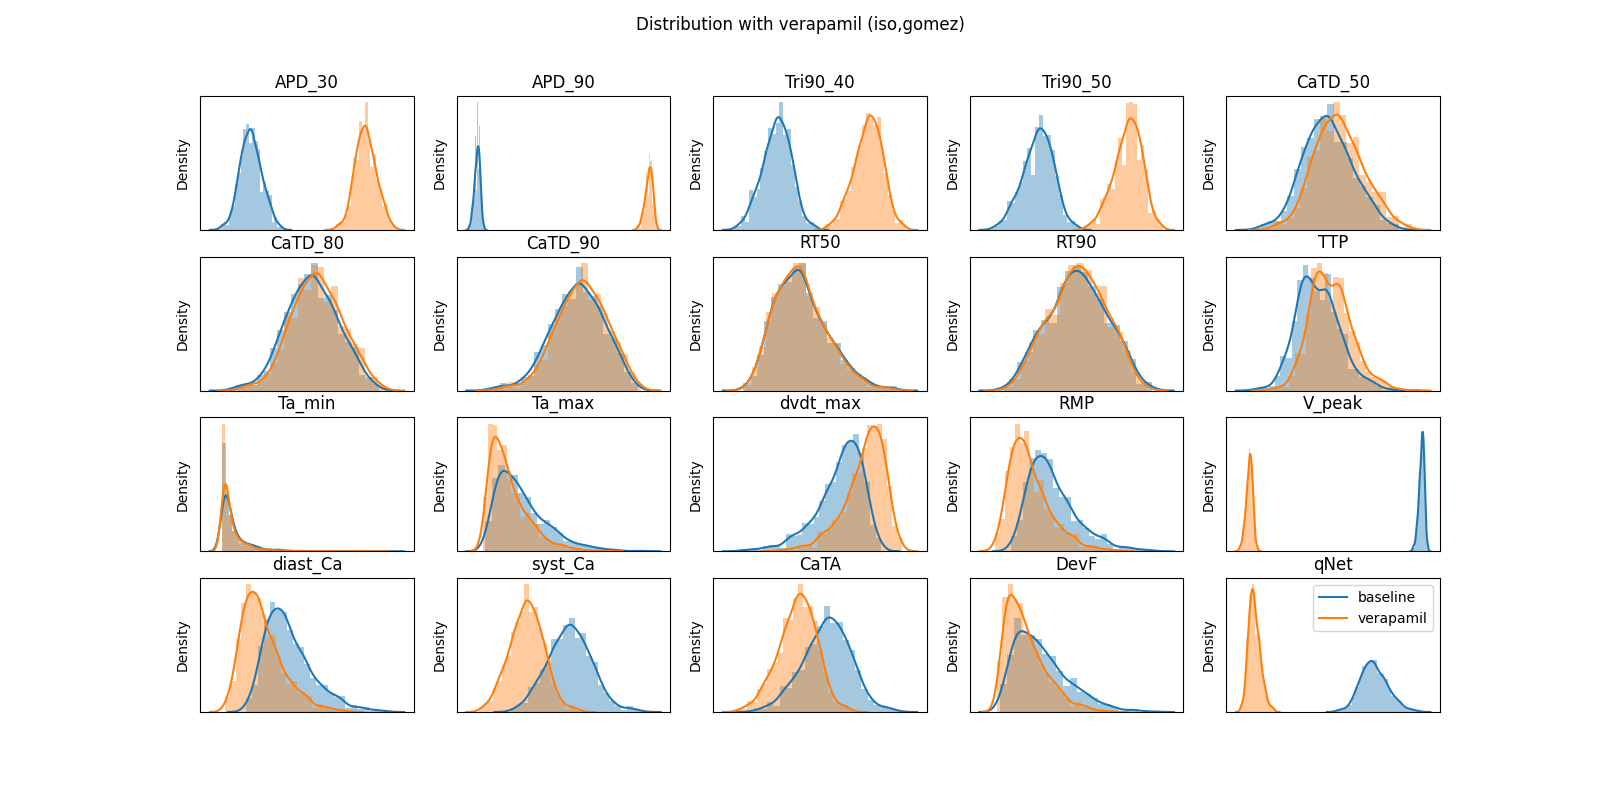 Distribution with verapamil (iso,gomez)
APD_30
APD_90
Tri90_40
Tri90_50
CaTD_50
Density
Density
Density
Density
Density
CaTD_80
CaTD_90
RT50
RT90
TTP
Density
Density
Density
Density
Density
Ta_min
Ta_max
dvdt_max
RMP
V_peak
Density
Density
Density
Density
Density
diast_Ca
syst_Ca
CaTA
DevF
qNet
Density
Density
Density
Density
Density
baseline
verapamil